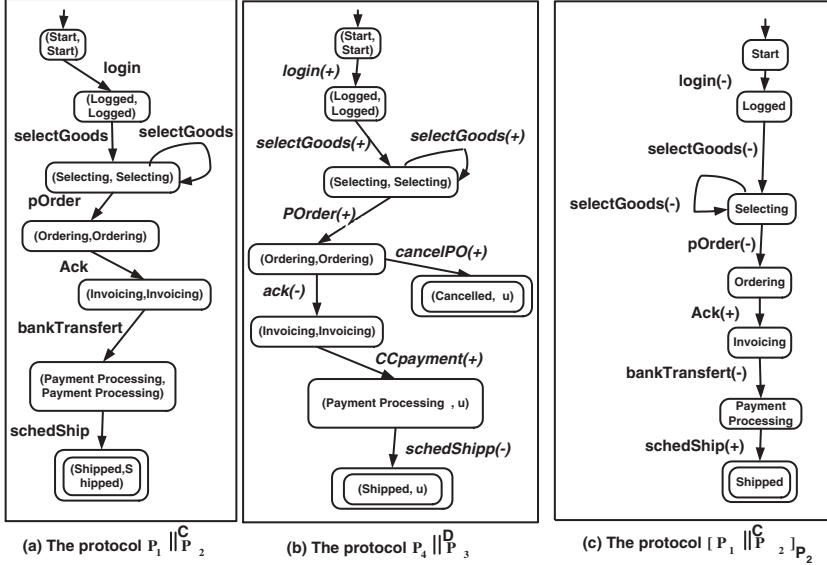 (Start,
Start)
login
(Logged,
Logged)
selectGoods
selectGoods
(Selecting, Selecting)
pOrder
(Ordering,Ordering)
Ack
(Invoicing,Invoicing)
bankTransfert
(Payment Processing,
Payment Processing)
schedShip
(Shipped,S
hipped)
(a) The protocol P1 ||C P2
(Start,
Start)
login(+)
(Logged,
Logged)
selectGoods(+)
selectGoods(+)
(Selecting, Selecting)
POrder(+)
(Ordering,Ordering)
cancelPO(+)
(Cancelled, u)
ack(-)
(Invoicing,Invoicing)
CCpayment(+)
(Payment Processing , u)
schedShipp(-)
(Shipped, u)
(b) The protocol P4 ||D P3
Start
login(-)
Logged
selectGoods(-)
selectGoods(-)
Selecting
pOrder(-)
Ordering
Ack(+)
Invoicing
bankTransfert(-)
Payment
Processing
schedShip(+)
Shipped
(c) The protocol [ P1 ||C P2 ]P2